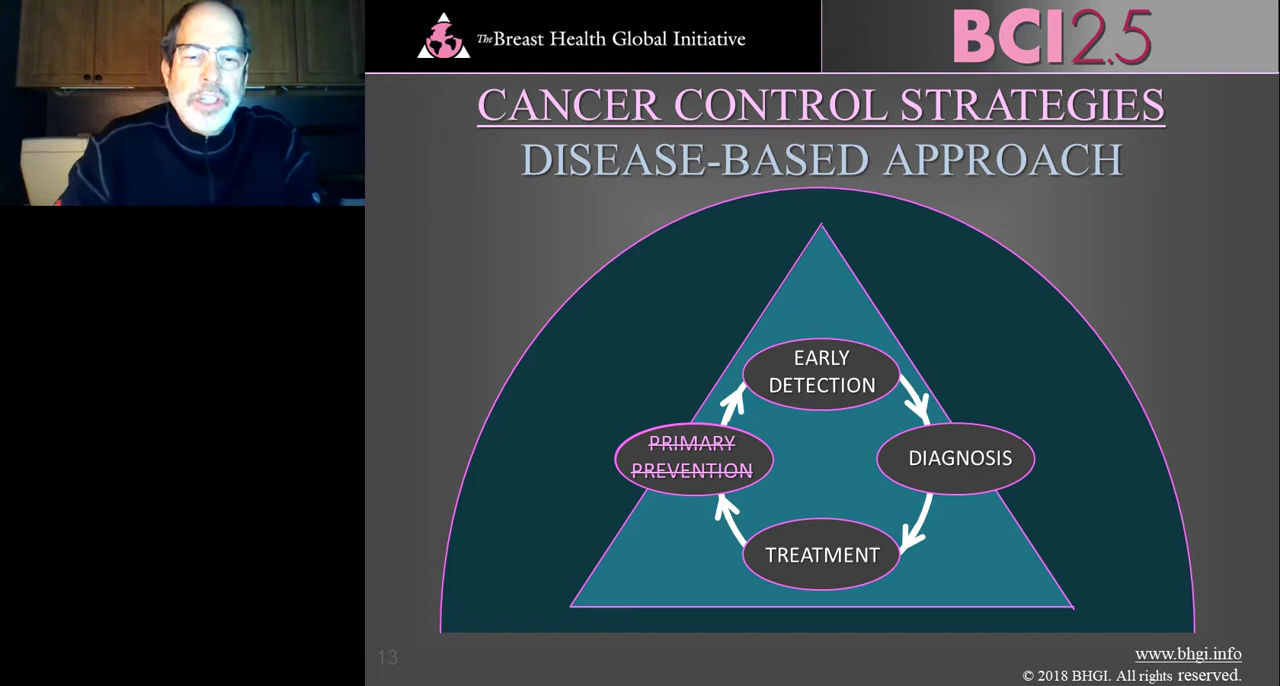 The Breast Health Global Initiative
BCI2.5
CANCER CONTROL STRATEGIES
DISEASE-BASED APPROACH
EARLY
DETECTION
PRIMARY
PREVENTION
DIAGNOSIS
TREATMENT
13
www.bhgi.info
© 2018 BHGI. All rights reserved.